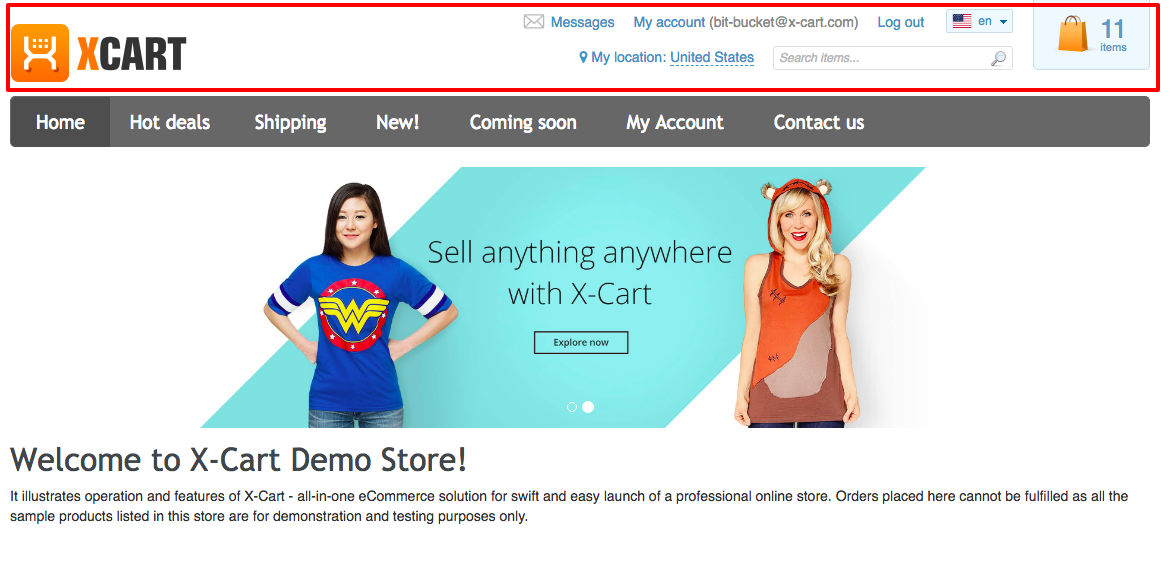 XCART
Messages My account (bit-bucket@x-cart.com) Log out en
11
items
My location: United States Search items...
Home Hot deals Shipping New! Coming soon My Account Contact us
Sell anything anywhere
with X-Cart
Explore now
Welcome to X-Cart Demo Store!
It illustrates operation and features of X-Cart - all-in-one eCommerce solution for swift and easy launch of a professional online store. Orders placed here cannot be fulfilled as all the
sample products listed in this store are for demonstration and testing purposes only.